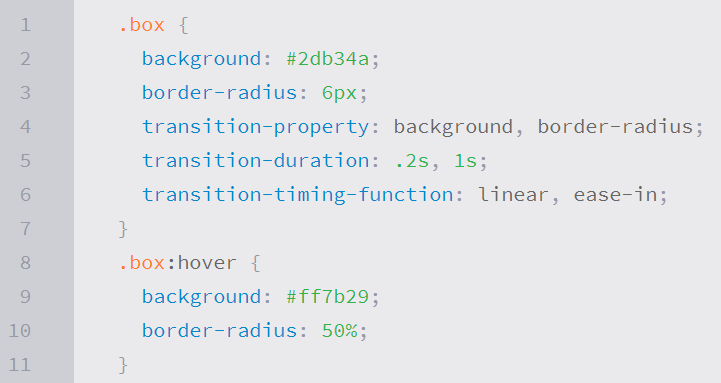 1 .box {
2 background: #2db34a;
3 border-radius: 6px;
4 transition-property: background, border-radius;
5 transition-duration: .2s, 1s;
6 transition-timing-function: linear, ease-in;
7 }
8 .box:hover {
9 background: #ff7b29;
10 border-radius: 50%;
11 }